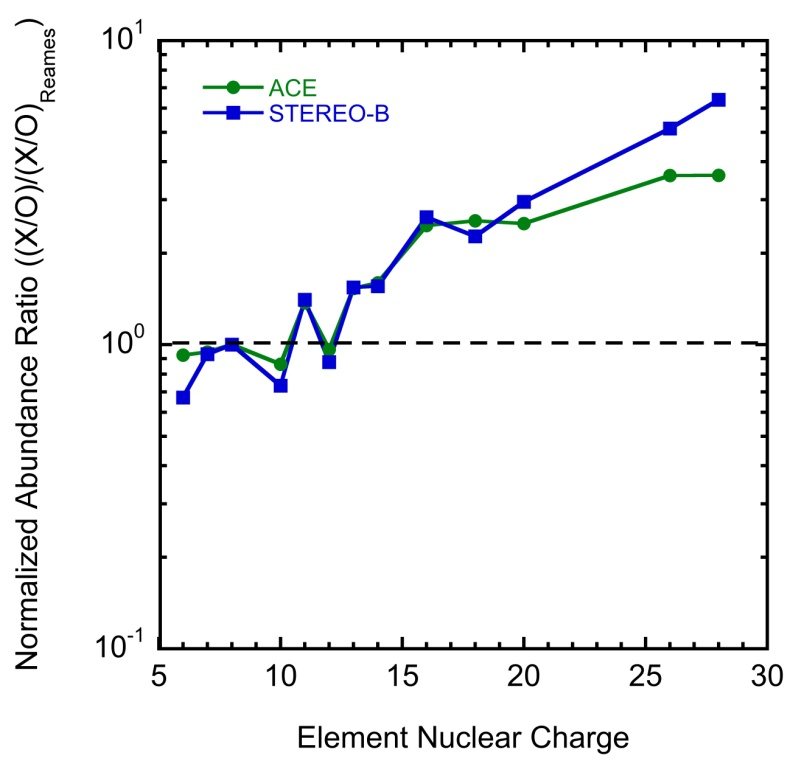 Normalized Abundance Ratio ((X/O)/(X/O)Reames)
10^1
10^0
10^-1
ACE
STEREO-B
5 10 15 20 25 30
Element Nuclear Charge